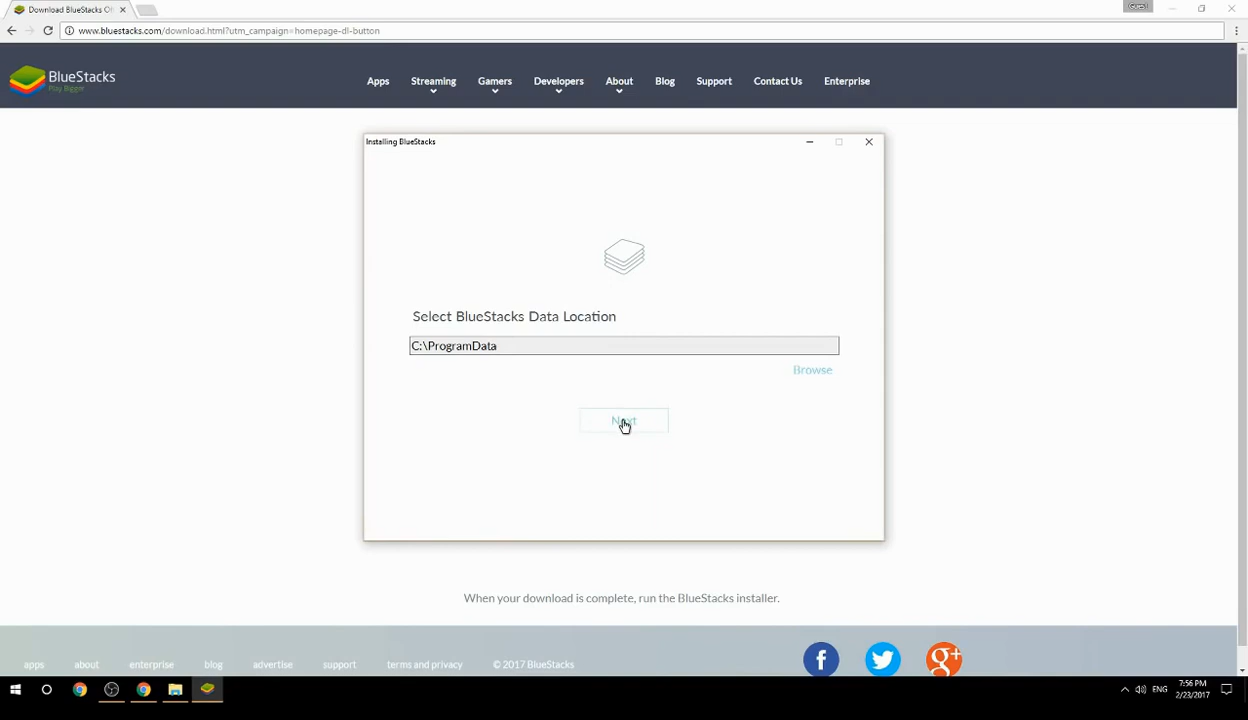 Download BlueStacks Of
Guest
www.bluestacks.com/download.html?utm_campaign=homepage-dl-button
BlueStacks
Play Bigger
Apps
Streaming
Gamers
Developers
About
Blog
Support
Contact Us
Enterprise
Installing BlueStacks
Select BlueStacks Data Location
C:\ProgramData
Browse
Next
When your download is complete, run the BlueStacks installer.
apps
about
enterprise
blog
advertise
support
terms and privacy
© 2017 BlueStacks
f
g+
ENG
7:56 PM
2/23/2017